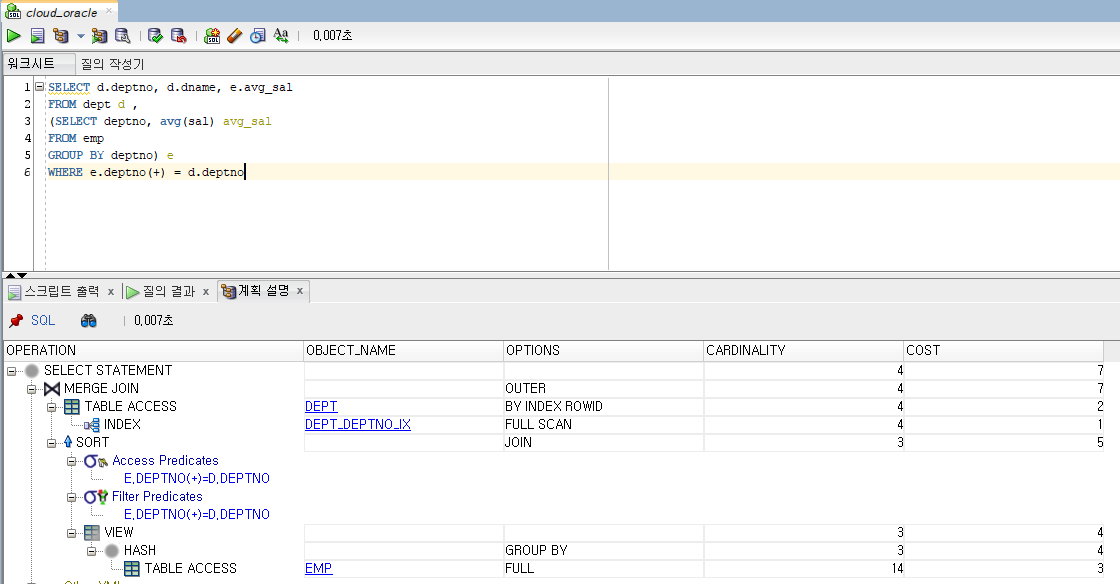 cloud_oracle
0.007초
워크시트 질의 작성기
1 SELECT d.deptno, d.dname, e.avg_sal
2 FROM dept d ,
3 (SELECT deptno, avg(sal) avg_sal
4 FROM emp
5 GROUP BY deptno) e
6 WHERE e.deptno(+) = d.deptno
스크립트 출력 x 질의 결과 x 계획 설명 x
SQL 0.007초
OPERATION OBJECT_NAME OPTIONS CARDINALITY COST
SELECT STATEMENT 4 7
MERGE JOIN OUTER 4 7
TABLE ACCESS DEPT BY INDEX ROWID 4 2
INDEX DEPT_DEPTNO_IX FULL SCAN 4 1
SORT JOIN 3 5
Access Predicates
E.DEPTNO(+)=D.DEPTNO
Filter Predicates
E.DEPTNO(+)=D.DEPTNO
VIEW 3 4
HASH GROUP BY 3 4
TABLE ACCESS EMP FULL 14 3